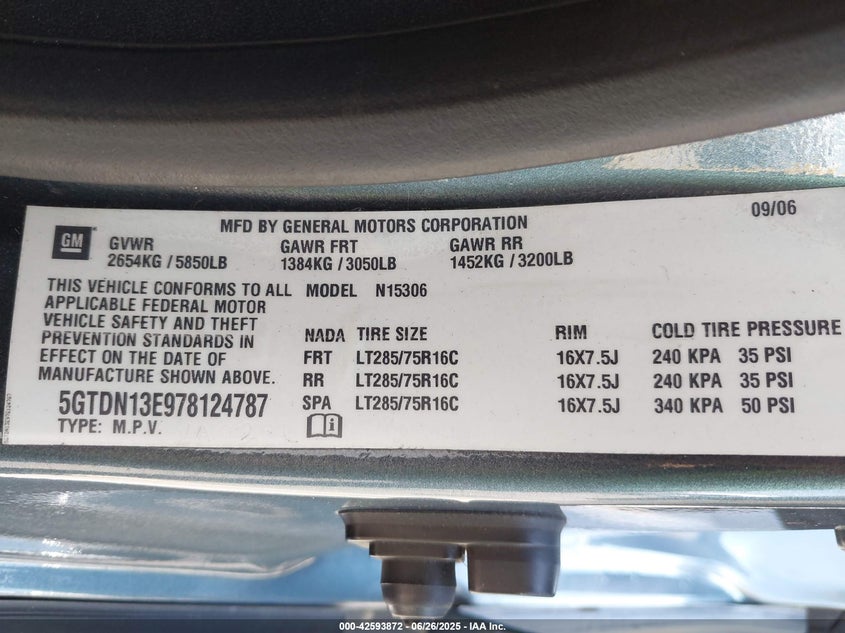 MFD BY GENERAL MOTORS CORPORATION 09/06
GM
GVWR GAWR FRT GAWR RR
2654KG / 5850LB 1384KG / 3050LB 1452KG / 3200LB
THIS VEHICLE CONFORMS TO ALL MODEL N15306
APPLICABLE FEDERAL MOTOR
VEHICLE SAFETY AND THEFT NADA TIRE SIZE RIM COLD TIRE PRESSURE
PREVENTION STANDARDS IN
EFFECT ON THE DATE OF FRT LT285/75R16C 16X7.5J 240 KPA 35 PSI
MANUFACTURE SHOWN ABOVE. RR LT285/75R16C 16X7.5J 240 KPA 35 PSI
5GTDN13E978124787 SPA LT285/75R16C 16X7.5J 340 KPA 50 PSI
TYPE: M.P.V.
000-42593872 - 06/26/2025 - IAA Inc.